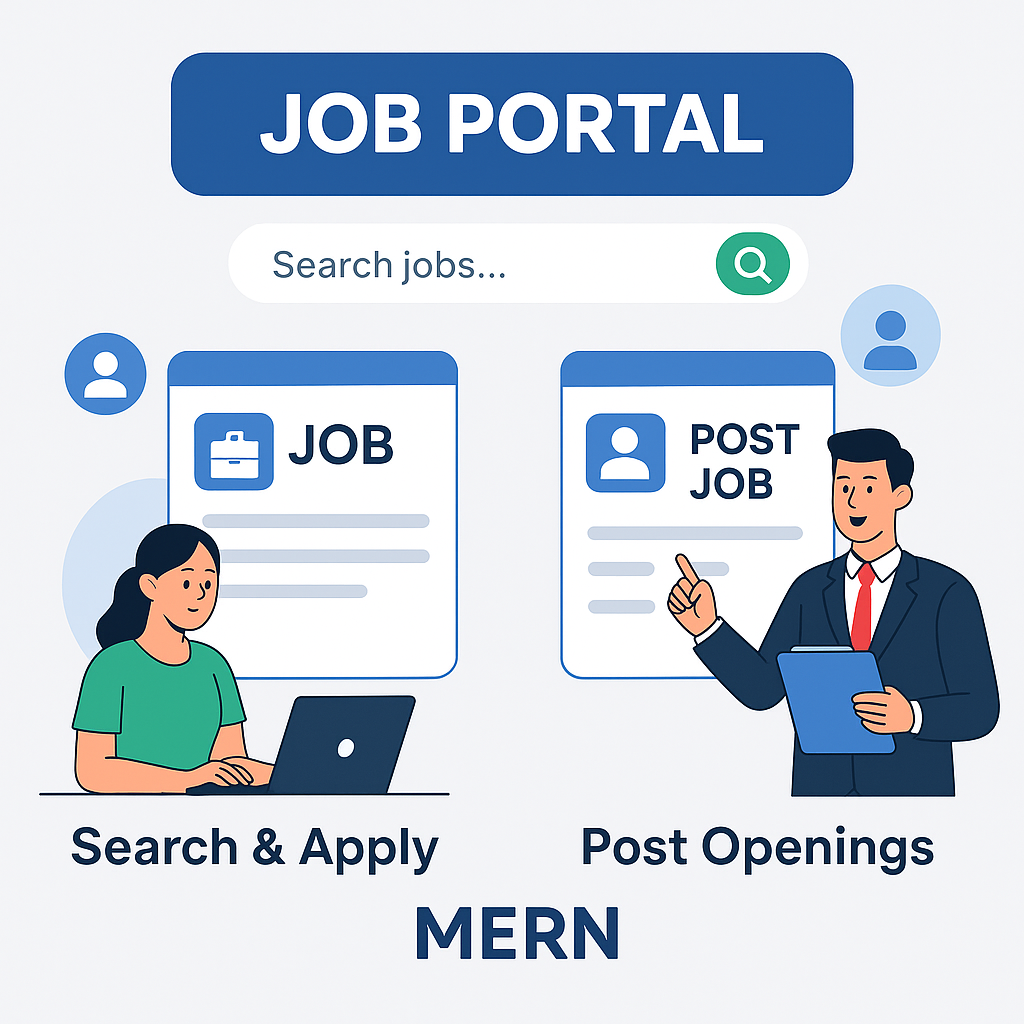 JOB PORTAL
Search jobs...
JOB
POST
JOB
Search & Apply
Post Openings
MERN